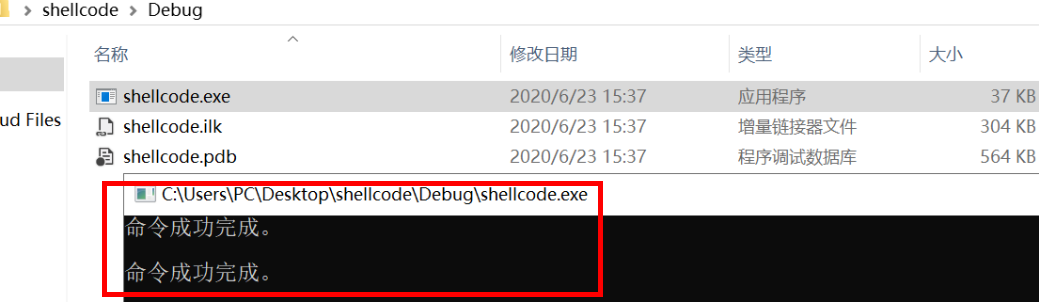 shellcode > Debug
名称 修改日期 类型 大小
shellcode.exe 2020/6/23 15:37 应用程序 37 KB
ud Files
shellcode.ilk 2020/6/23 15:37 增量链接器文件 304 KB
shellcode.pdb 2020/6/23 15:37 程序调试数据库 564 KB
C:\Users\PC\Desktop\shellcode\Debug\shellcode.exe
命令成功完成。
命令成功完成。